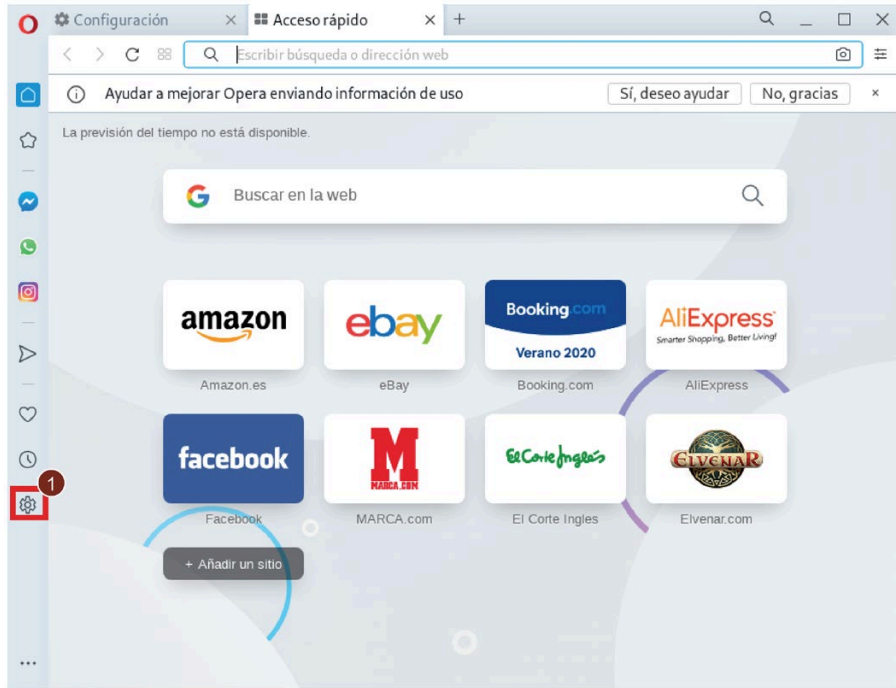 Configuración
Acceso rápido
Escribir búsqueda o dirección web
Ayudar a mejorar Opera enviando información de uso
Sí, deseo ayudar
No, gracias
La previsión del tiempo no está disponible.
Buscar en la web
amazon
ebay
Booking.com
Verano 2020
AliExpress
Smarter Shopping, Better Living!
Amazon.es
eBay
Booking.com
AliExpress
facebook
M
MARCA.COM
El Corte Inglés
ELVENAR
1
Facebook
MARCA.com
El Corte Ingles
Elvenar.com
+ Añadir un sitio